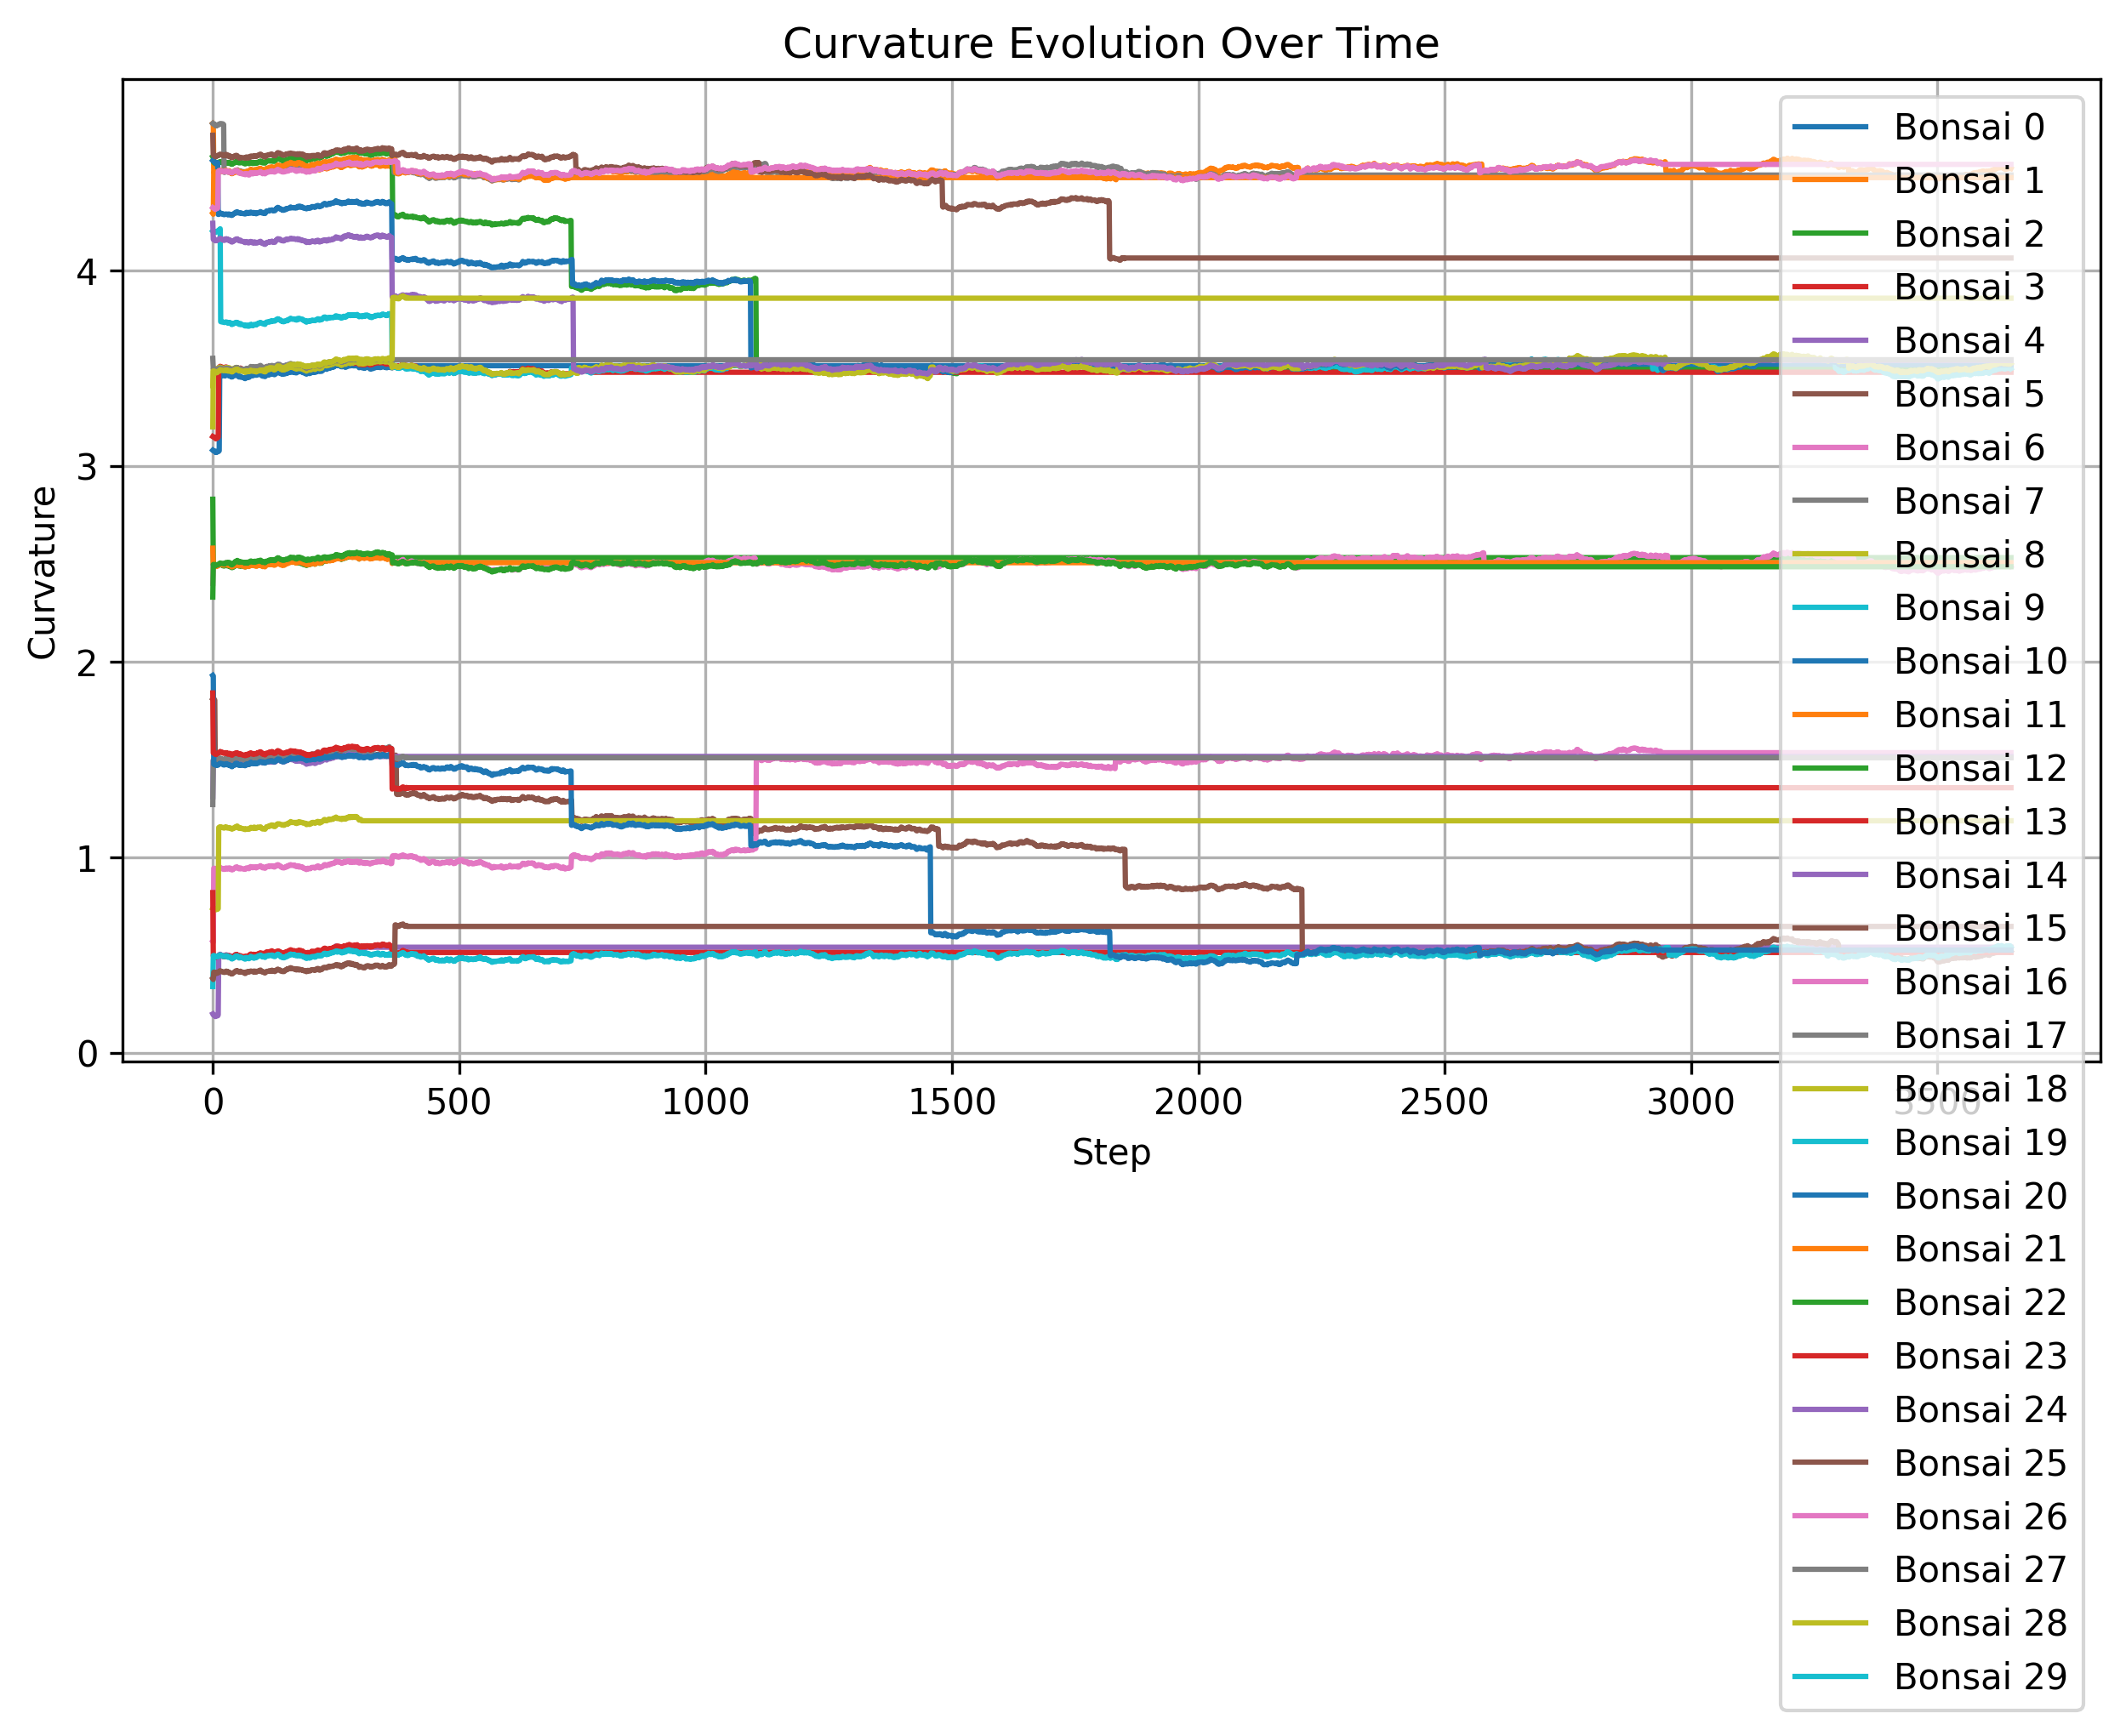 Curvature Evolution Over Time
Curvature
4
3
2
1
0
0 500 1000 1500 2000 2500 3000 3500
Step
Bonsai 0
Bonsai 1
Bonsai 2
Bonsai 3
Bonsai 4
Bonsai 5
Bonsai 6
Bonsai 7
Bonsai 8
Bonsai 9
Bonsai 10
Bonsai 11
Bonsai 12
Bonsai 13
Bonsai 14
Bonsai 15
Bonsai 16
Bonsai 17
Bonsai 18
Bonsai 19
Bonsai 20
Bonsai 21
Bonsai 22
Bonsai 23
Bonsai 24
Bonsai 25
Bonsai 26
Bonsai 27
Bonsai 28
Bonsai 29